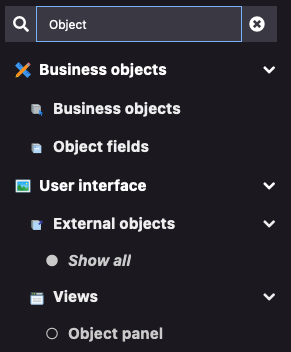 Object
Business objects
Business objects
Object fields
User interface
External objects
Show all
Views
Object panel